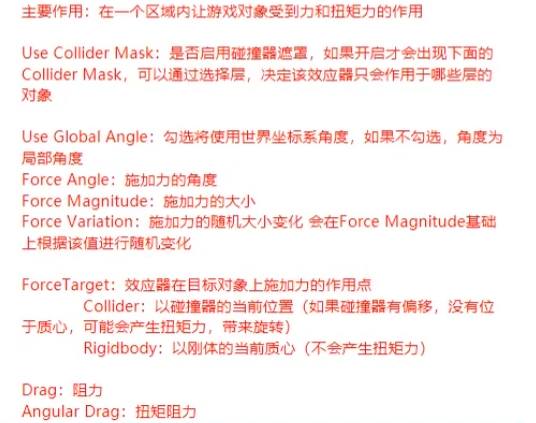 主要作用：在一个区域内让游戏对象受到力和扭矩力的作用
Use Collider Mask：是否启用碰撞器遮罩，如果开启才会出现下面的
Collider Mask，可以通过选择层，决定该效应器只会作用于哪些层的
对象
Use Global Angle：勾选将使用世界坐标系角度，如果不勾选，角度为
局部角度
Force Angle：施加力的角度
Force Magnitude：施加力的大小
Force Variation：施加力的随机大小变化 会在Force Magnitude基础
上根据该值进行随机变化
ForceTarget：效应器在目标对象上施加力的作用点
Collider：以碰撞器的当前位置（如果碰撞器有偏移，没有位
于质心，可能会产生扭矩力，带来旋转）
Rigidbody：以刚体的当前质心（不会产生扭矩力）
Drag：阻力
Angular Drag：扭矩阻力